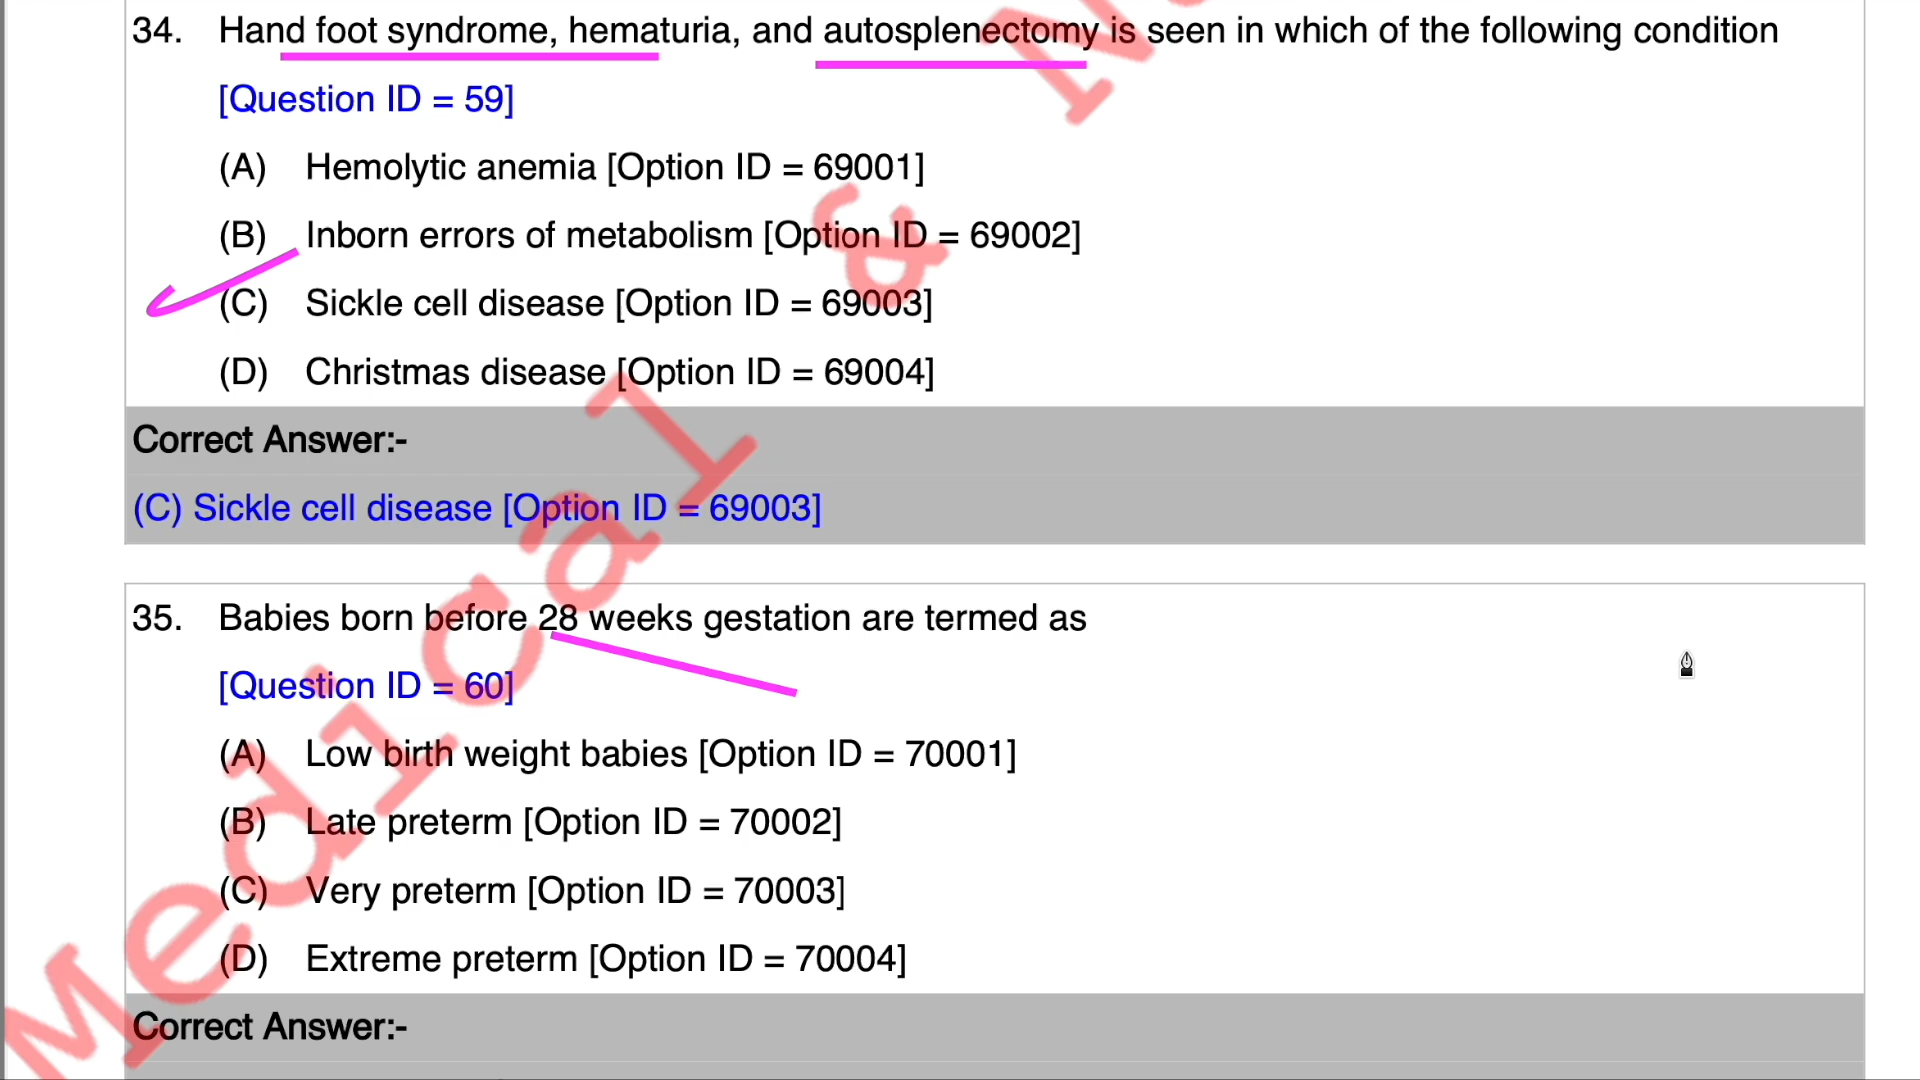 34. Hand foot syndrome, hematuria, and autosplenectomy is seen in which of the following condition
[Question ID = 59]
(A) Hemolytic anemia [Option ID = 69001]
(B) Inborn errors of metabolism [Option ID = 69002]
(C) Sickle cell disease [Option ID = 69003]
(D) Christmas disease [Option ID = 69004]
Correct Answer:-
(C) Sickle cell disease [Option ID = 69003]
35. Babies born before 28 weeks gestation are termed as
[Question ID = 60]
(A) Low birth weight babies [Option ID = 70001]
(B) Late preterm [Option ID = 70002]
(C) Very preterm [Option ID = 70003]
(D) Extreme preterm [Option ID = 70004]
Correct Answer:-
Medical &